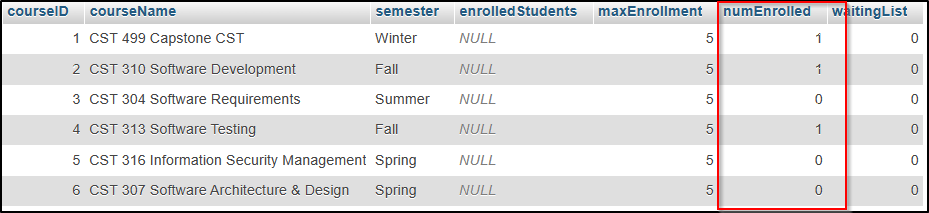 courseID courseName semester enrolledStudents maxEnrollment numEnrolled waitingList
1 CST 499 Capstone CST Winter NULL 5 1 0
2 CST 310 Software Development Fall NULL 5 1 0
3 CST 304 Software Requirements Summer NULL 5 0 0
4 CST 313 Software Testing Fall NULL 5 1 0
5 CST 316 Information Security Management Spring NULL 5 0 0
6 CST 307 Software Architecture & Design Spring NULL 5 0 0